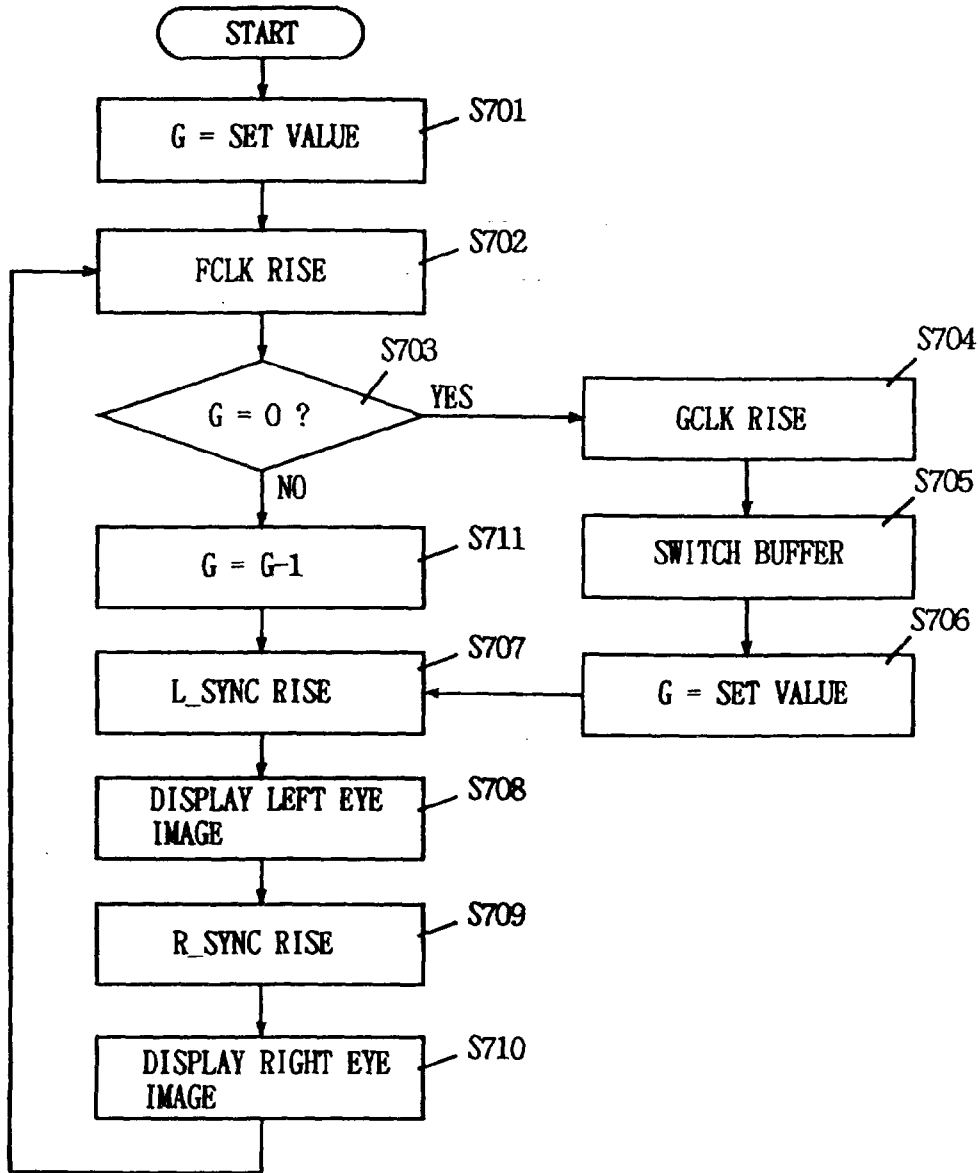 START
S701
G = SET VALUE
S702
FCLK RISE
S703
G = 0 ?
YES
NO
S704
GCLK RISE
S705
SWITCH BUFFER
S706
G = SET VALUE
S711
G = G-1
S707
L_SYNC RISE
S708
DISPLAY LEFT EYE
IMAGE
S709
R_SYNC RISE
S710
DISPLAY RIGHT EYE
IMAGE